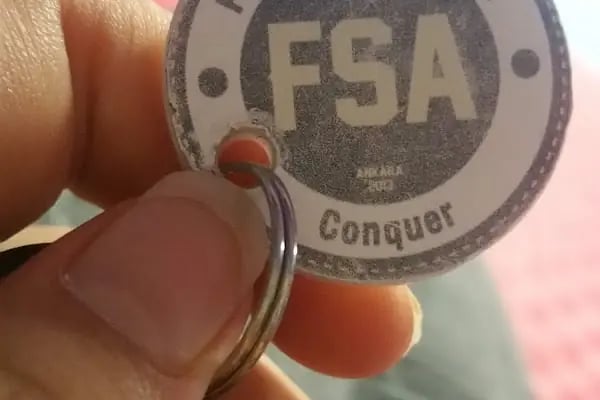 FSA
ANKARA
2013
Conquer